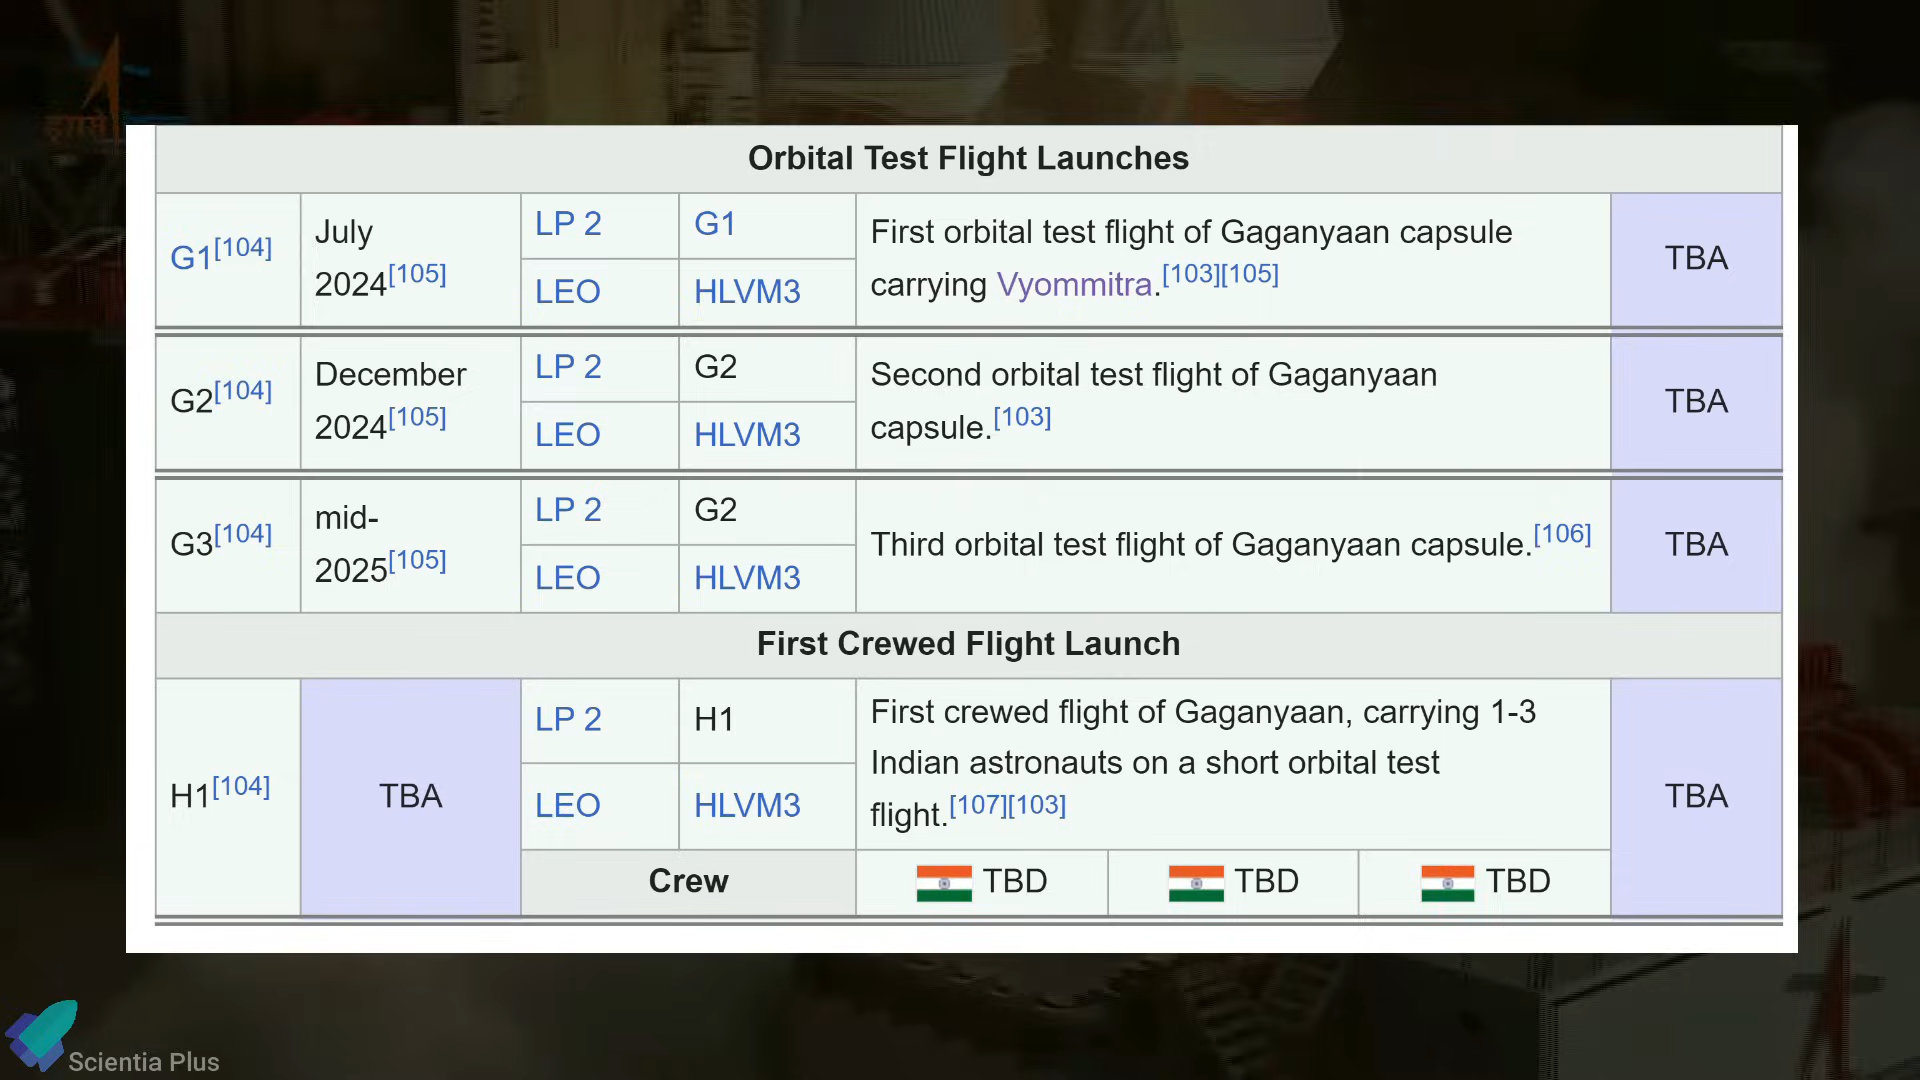 इसरो
Orbital Test Flight Launches
G1[104]
July
2024[105]
LP 2
G1
LEO
HLVM3
First orbital test flight of Gaganyaan capsule
carrying Vyommitra.[103][105]
TBA
G2[104]
December
2024[105]
LP 2
G2
LEO
HLVM3
Second orbital test flight of Gaganyaan
capsule.[103]
TBA
G3[104]
mid-
2025[105]
LP 2
G2
LEO
HLVM3
Third orbital test flight of Gaganyaan capsule.[106]
TBA
First Crewed Flight Launch
H1[104]
TBA
LP 2
H1
LEO
HLVM3
First crewed flight of Gaganyaan, carrying 1-3
Indian astronauts on a short orbital test
flight.[107][103]
TBA
Crew
TBD
TBD
TBD
Scientia Plus